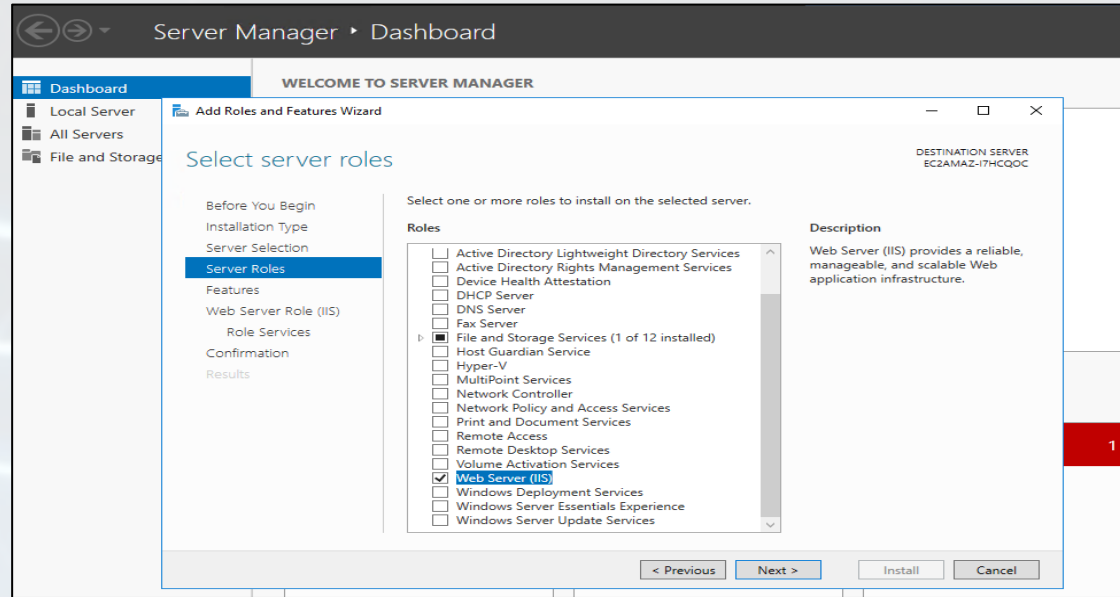 Server Manager ‣ Dashboard
Dashboard
Local Server
All Servers
File and Storage
WELCOME TO SERVER MANAGER
Add Roles and Features Wizard
Select server roles
DESTINATION SERVER
EC2AMAZ-I7HCQOC
Before You Begin
Installation Type
Server Selection
Server Roles
Features
Web Server Role (IIS)
Role Services
Confirmation
Results
Select one or more roles to install on the selected server.
Roles
Active Directory Lightweight Directory Services
Active Directory Rights Management Services
Device Health Attestation
DHCP Server
DNS Server
Fax Server
File and Storage Services (1 of 12 installed)
Host Guardian Service
Hyper-V
MultiPoint Services
Network Controller
Network Policy and Access Services
Print and Document Services
Remote Access
Remote Desktop Services
Volume Activation Services
Web Server (IIS)
Windows Deployment Services
Windows Server Essentials Experience
Windows Server Update Services
Description
Web Server (IIS) provides a reliable,
manageable, and scalable Web
application infrastructure.
1
< Previous
Next >
Install
Cancel